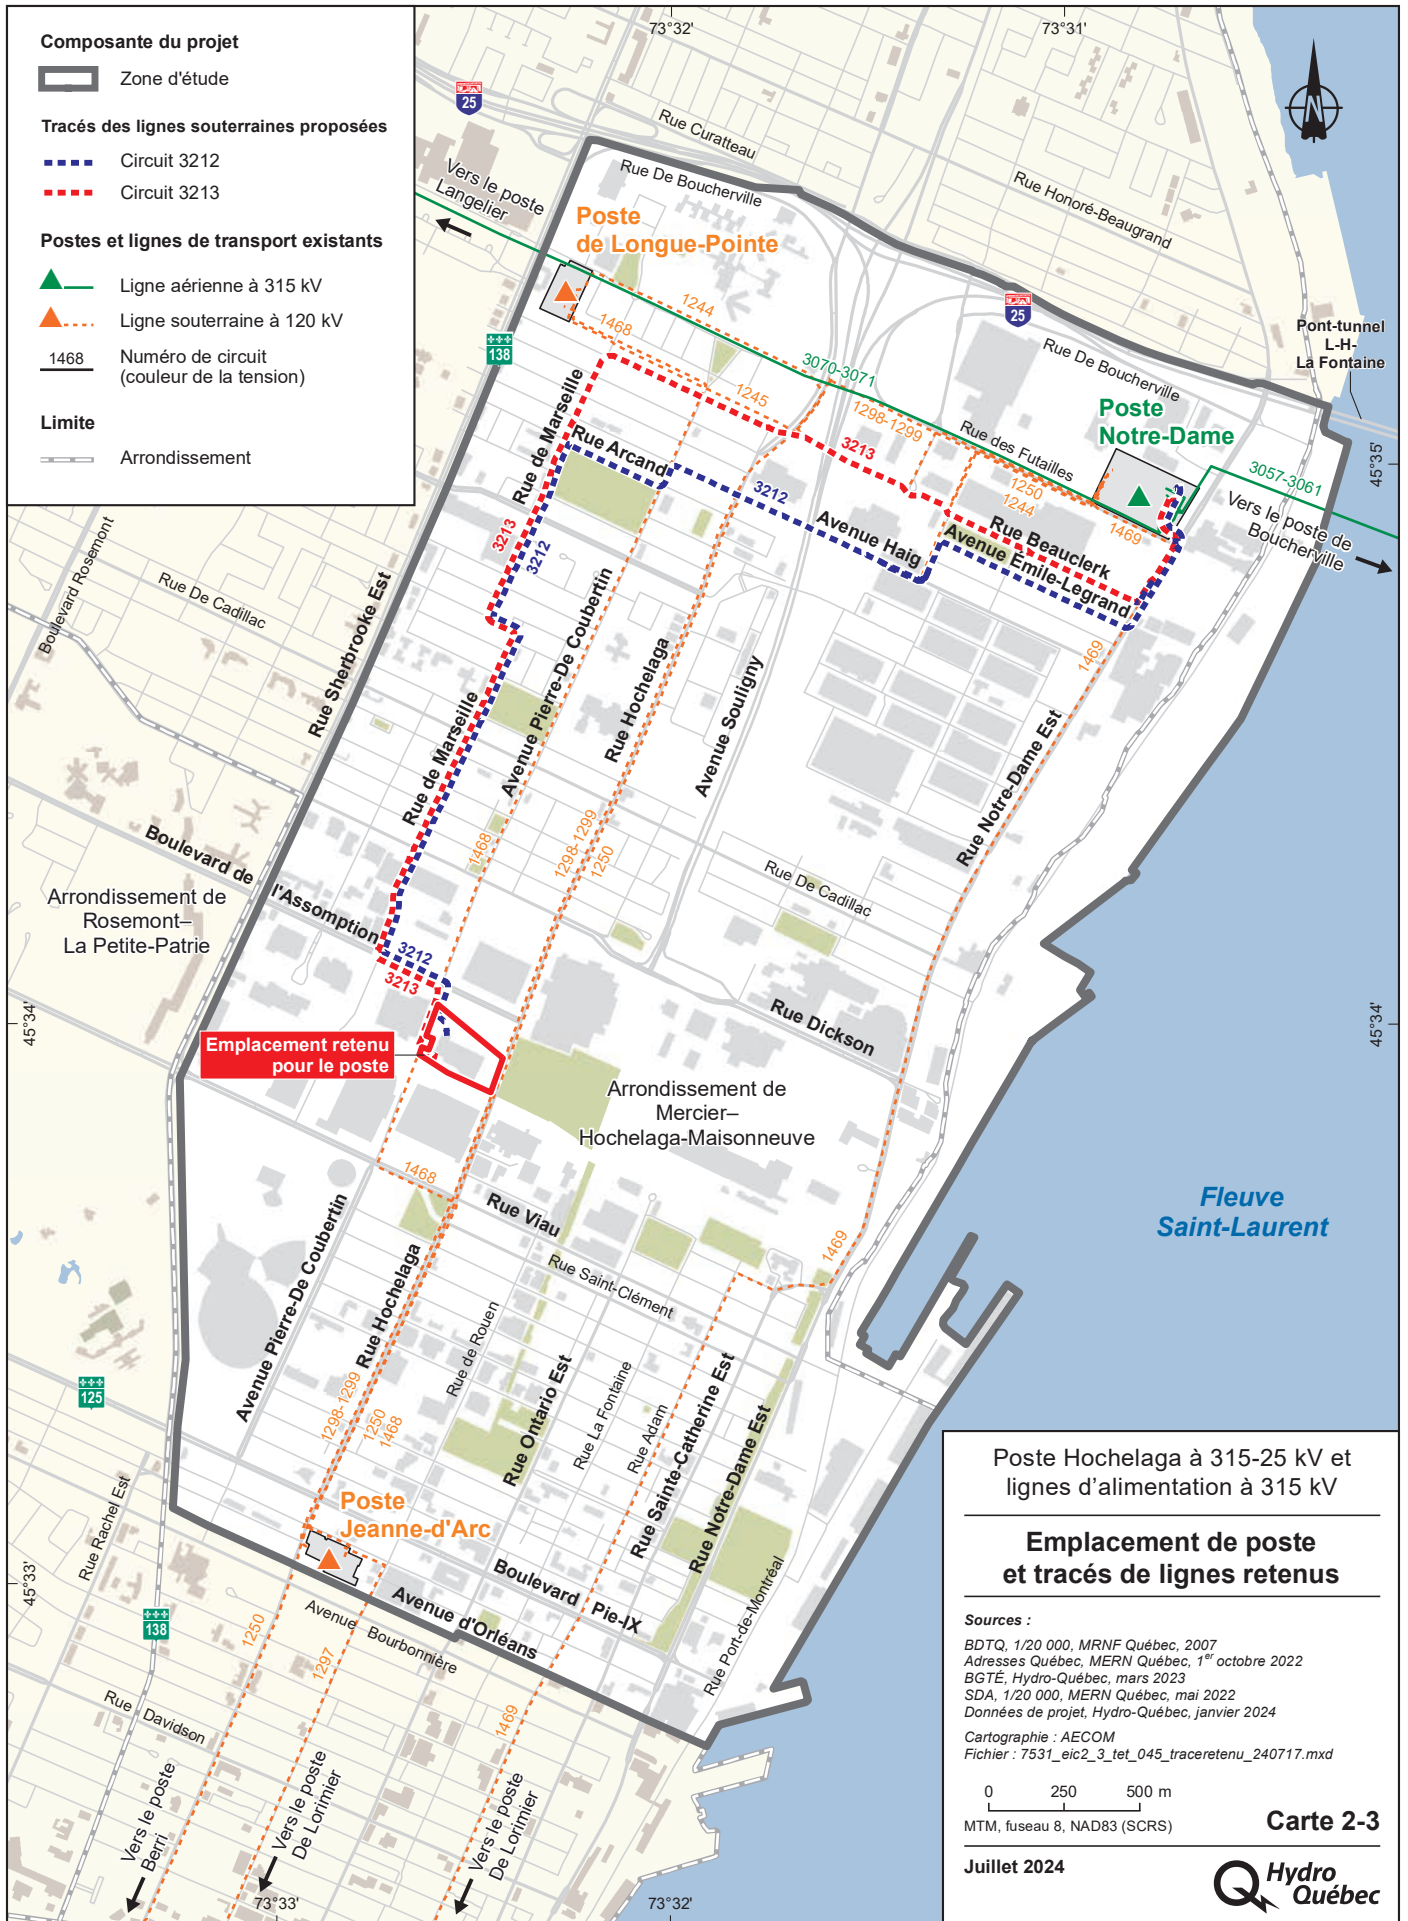 Composante du projet
Zone d'étude
Tracés des lignes souterraines proposées
Circuit 3212
Circuit 3213
Postes et lignes de transport existants
Ligne aérienne à 315 kV
Ligne souterraine à 120 kV
1468
Numéro de circuit
(couleur de la tension)
Limite
Arrondissement
73°32'
73°31'
25
Rue Curatteau
Vers le poste
Langelier
Rue De Boucherville
Rue Honoré-Beaugrand
Poste
de Longue-Pointe
1244
1468
138
25
Pont-tunnel
L-H-
La Fontaine
3070-3071
1245
Rue De Boucherville
1298-1299
Poste
Notre-Dame
Rue de Marseille
Rue Arcand
3213
Rue des Futailles
3057-3061
Vers le poste de
Boucherville
45°35'
3212
1250
1244
1469
Avenue Haig
Rue Beauclerk
Avenue Émile-Legrand
3213
3212
Boulevard Rosemont
Rue De Cadillac
Rue Sherbrooke Est
Avenue Pierre-De Coubertin
Rue Hochelaga
Avenue Souligny
1469
Rue de Marseille
Rue Notre-Dame Est
1468
1298-1299
1250
Boulevard de
l'Assomption
Rue De Cadillac
Arrondissement de
Rosemont–
La Petite-Patrie
3212
3213
Rue Dickson
45°34'
45°34'
Emplacement retenu
pour le poste
Arrondissement de
Mercier–
Hochelaga-Maisonneuve
1468
Rue Viau
Fleuve
Saint-Laurent
Avenue Pierre-De Coubertin
Rue Hochelaga
1469
Rue Saint-Clément
Rue de Rouen
125
1298-1299
1250
1468
Rue Ontario Est
Rue La Fontaine
Rue Adam
Rue Sainte-Catherine Est
Rue Notre-Dame Est
Rue Rachel Est
Poste
Jeanne-d'Arc
Boulevard Pie-IX
Avenue d'Orléans
Avenue Bourbonnière
Rue Port-de-Montréal
45°33'
138
1250
1297
1469
Rue Davidson
Vers le poste
Berri
Vers le poste
De Lorimier
Vers le poste
De Lorimier
73°33'
73°32'
Poste Hochelaga à 315-25 kV et
lignes d'alimentation à 315 kV
Emplacement de poste
et tracés de lignes retenus
Sources :
BDTQ, 1/20 000, MRNF Québec, 2007
Adresses Québec, MERN Québec, 1er octobre 2022
BGTÉ, Hydro-Québec, mars 2023
SDA, 1/20 000, MERN Québec, mai 2022
Données de projet, Hydro-Québec, janvier 2024
Cartographie : AECOM
Fichier : 7531_eic2_3_tet_045_traceretenu_240717.mxd
0 250 500 m
MTM, fuseau 8, NAD83 (SCRS)
Carte 2-3
Juillet 2024
Hydro
Québec